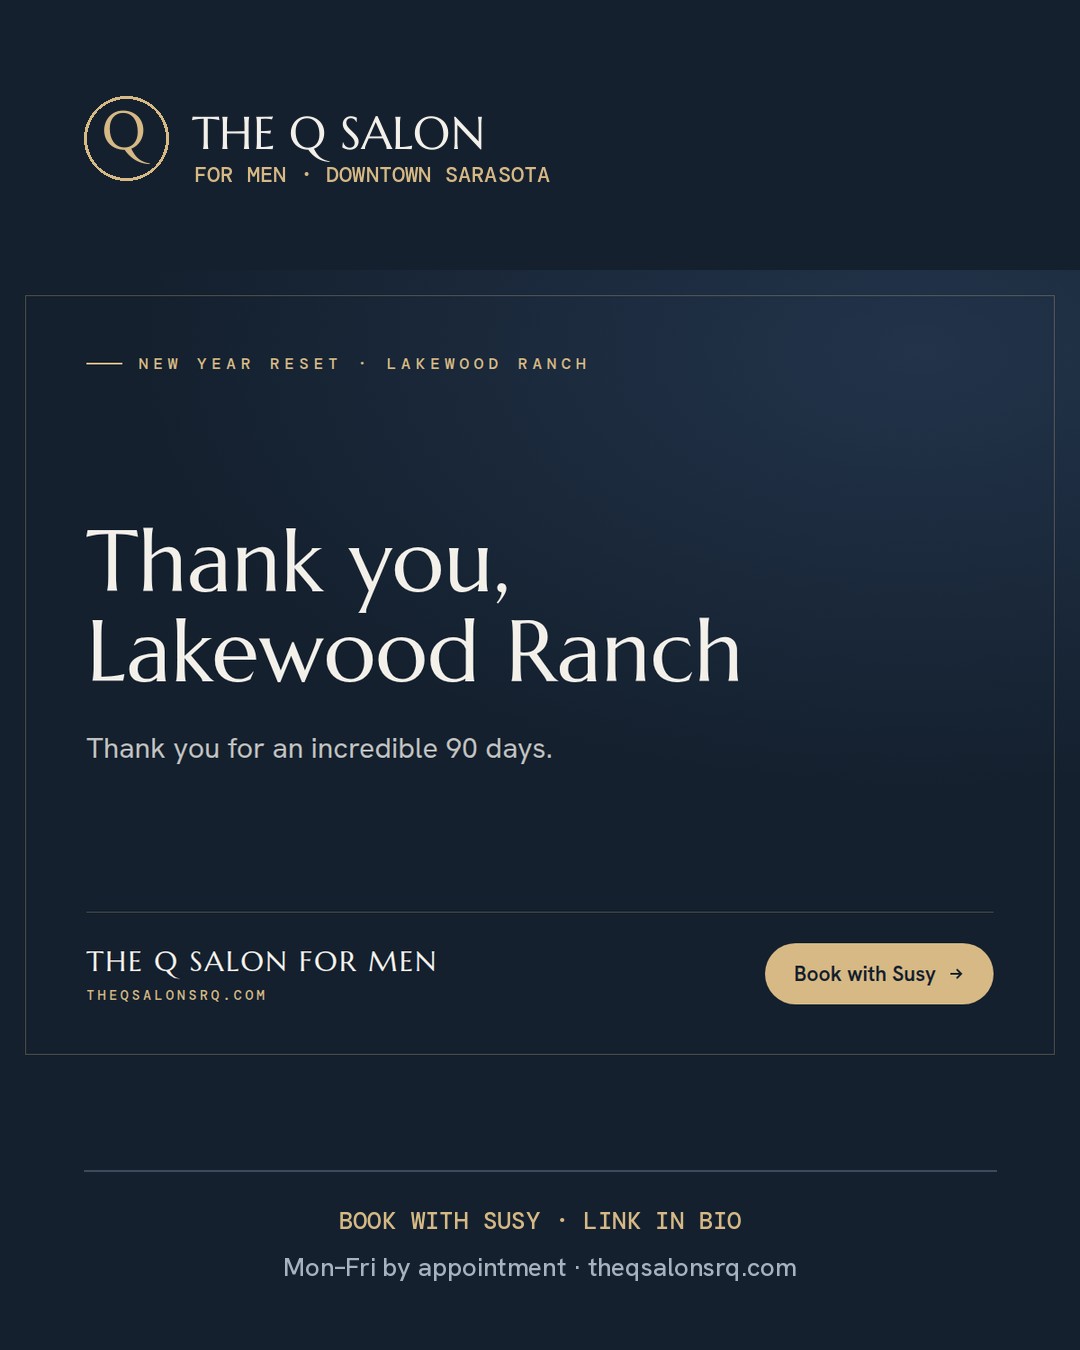 Q
THE Q SALON
FOR MEN · DOWNTOWN SARASOTA
NEW YEAR RESET · LAKEWOOD RANCH
Thank you,
Lakewood Ranch
Thank you for an incredible 90 days.
THE Q SALON FOR MEN
THEQSALONSRQ.COM
Book with Susy →
BOOK WITH SUSY · LINK IN BIO
Mon–Fri by appointment · theqsalonsrq.com